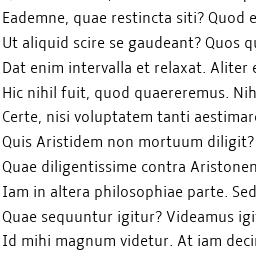 Eademne, quae restincta siti? Quod e
Ut aliquid scire se gaudeant? Quos q
Dat enim intervalla et relaxat. Aliter e
Hic nihil fuit, quod quaereremus. Nih
Certe, nisi voluptatem tanti aestimar
Quis Aristidem non mortuum diligit?
Quae diligentissime contra Aristonem
Iam in altera philosophiae parte. Sed
Quae sequuntur igitur? Videamus igi
Id mihi magnum videtur. At iam deci